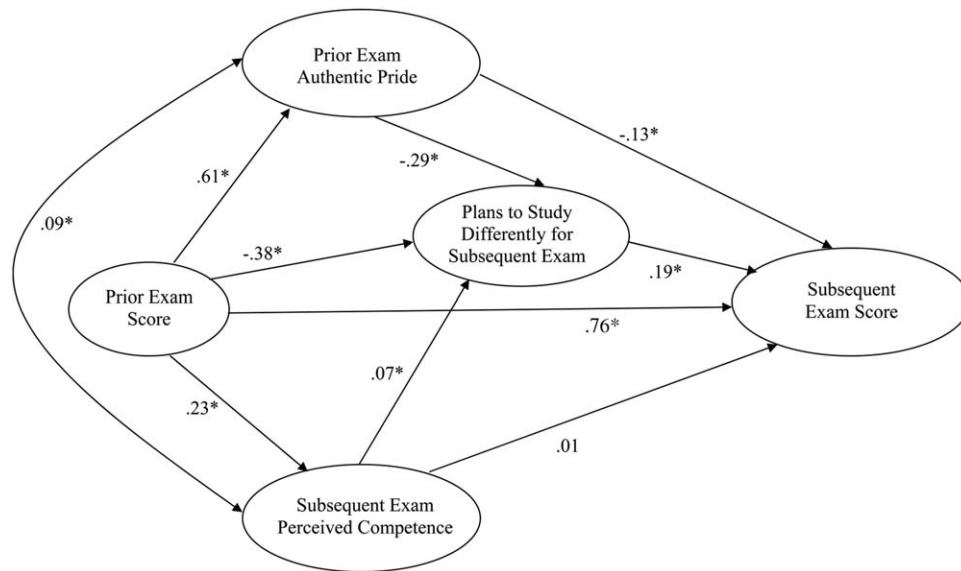 Prior Exam
Authentic Pride
-.13*
-.29*
.61*
Plans to Study
Differently for
Subsequent Exam
.09*
-.38*
.19*
Prior Exam
Score
Subsequent
Exam Score
.76*
.07*
.23*
.01
Subsequent Exam
Perceived Competence